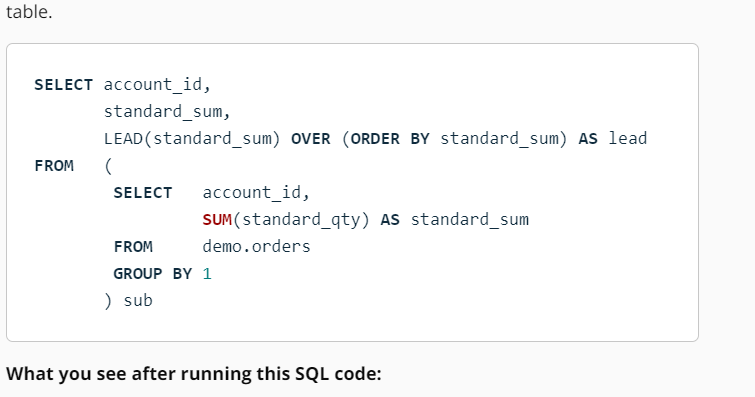 table.
SELECT account_id,
standard_sum,
LEAD(standard_sum) OVER (ORDER BY standard_sum) AS lead
FROM (
SELECT account_id,
SUM(standard_qty) AS standard_sum
FROM demo.orders
GROUP BY 1
) sub
What you see after running this SQL code: